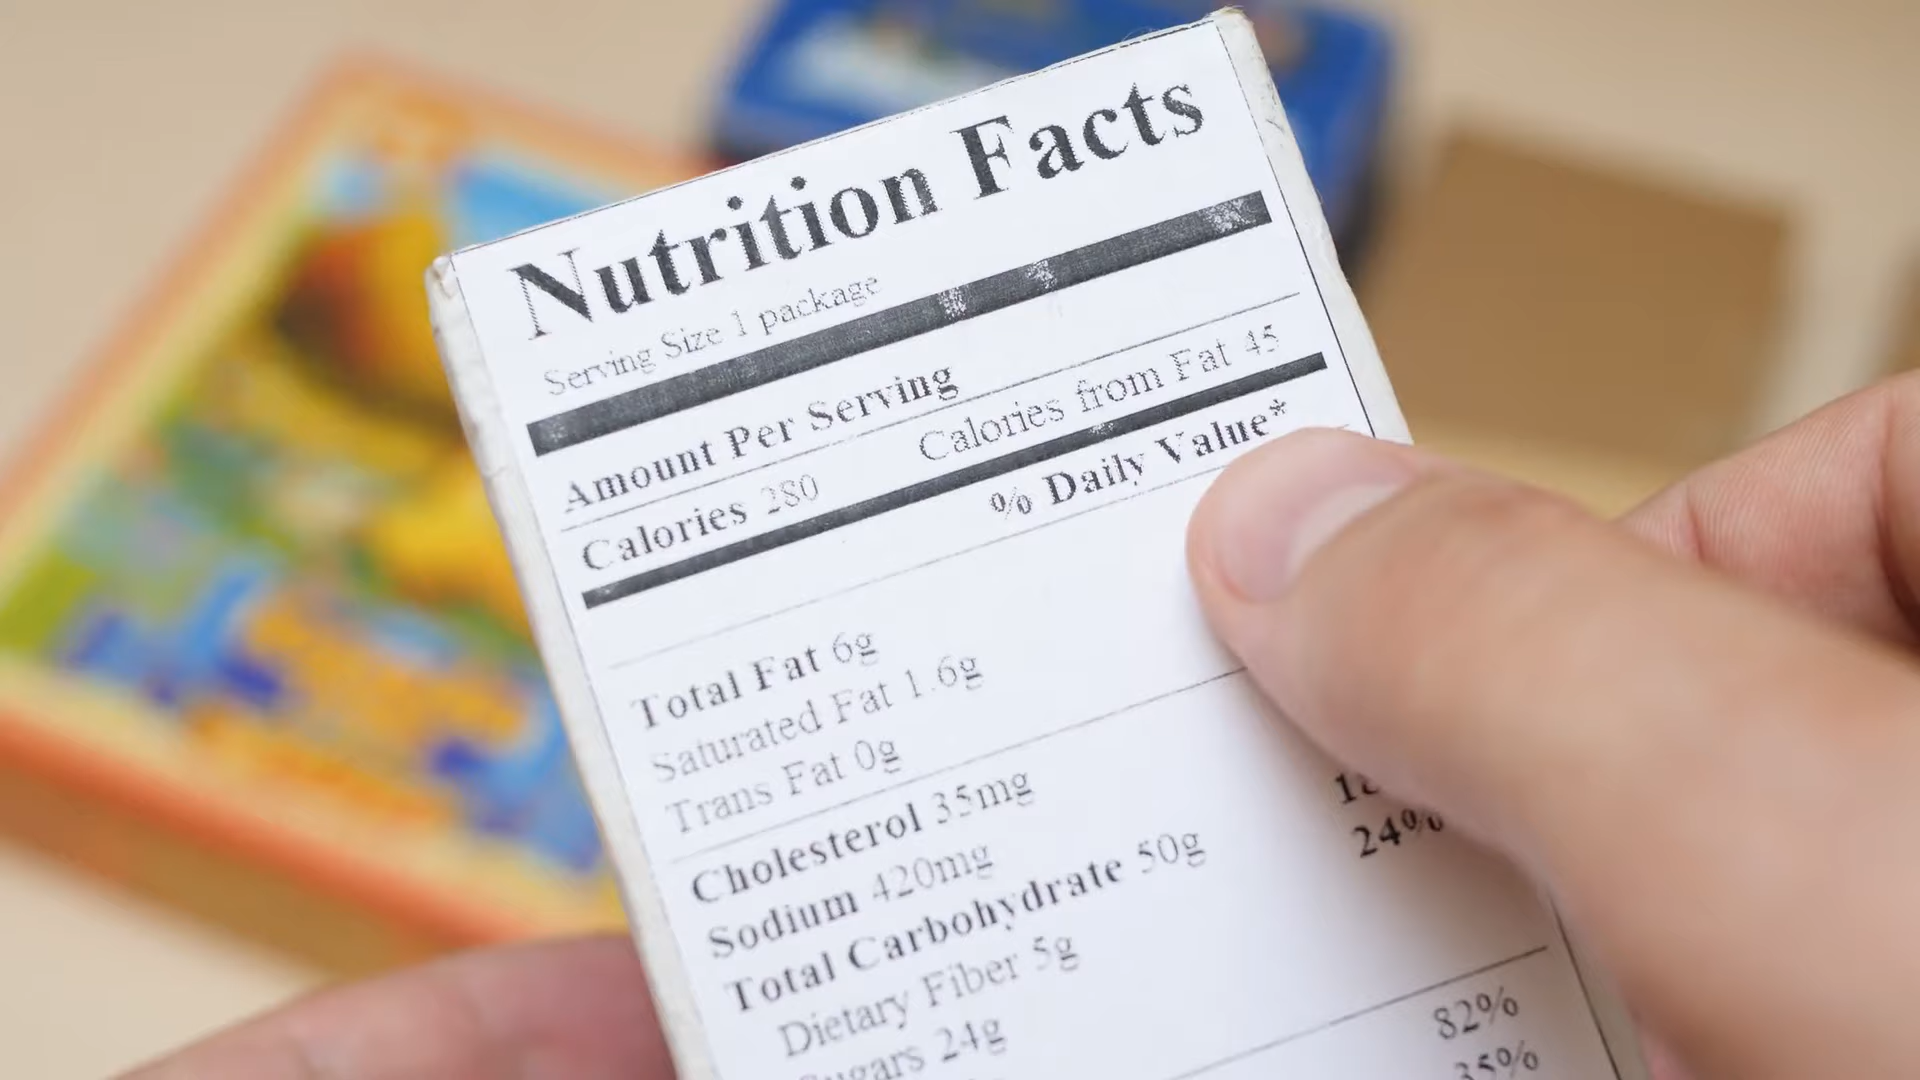 Nutrition Facts
Serving Size 1 package
Amount Per Serving
Calories 280 Calories from Fat 45
% Daily Value*
Total Fat 6g
Saturated Fat 1.6g
Trans Fat 0g
Cholesterol 35mg
Sodium 420mg
Total Carbohydrate 50g
24%
Dietary Fiber 5g
Sugars 24g
82%
35%